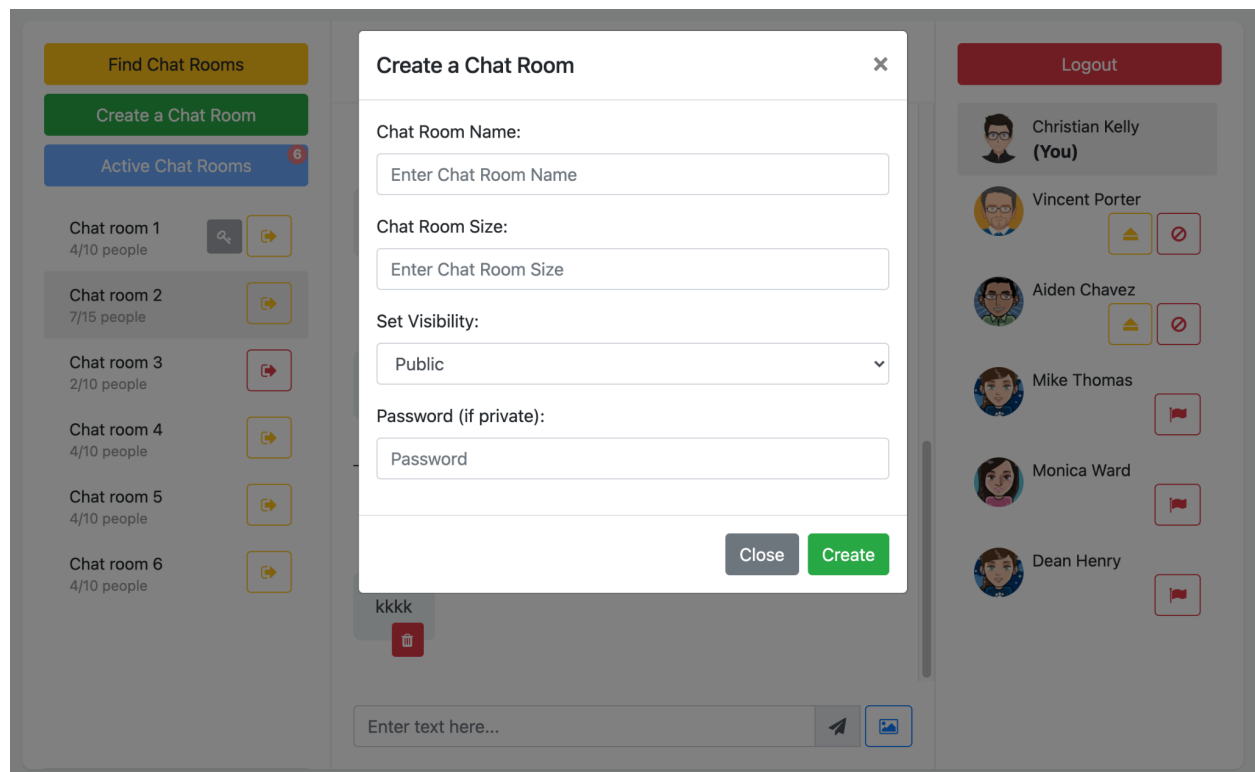 Find Chat Rooms
Create a Chat Room
Active Chat Rooms
6
Chat room 1
4/10 people
Chat room 2
7/15 people
Chat room 3
2/10 people
Chat room 4
4/10 people
Chat room 5
4/10 people
Chat room 6
4/10 people
Create a Chat Room
×
Chat Room Name:
Enter Chat Room Name
Chat Room Size:
Enter Chat Room Size
Set Visibility:
Public
Password (if private):
Password
Close
Create
kkkk
Enter text here...
Logout
Christian Kelly
(You)
Vincent Porter
Aiden Chavez
Mike Thomas
Monica Ward
Dean Henry